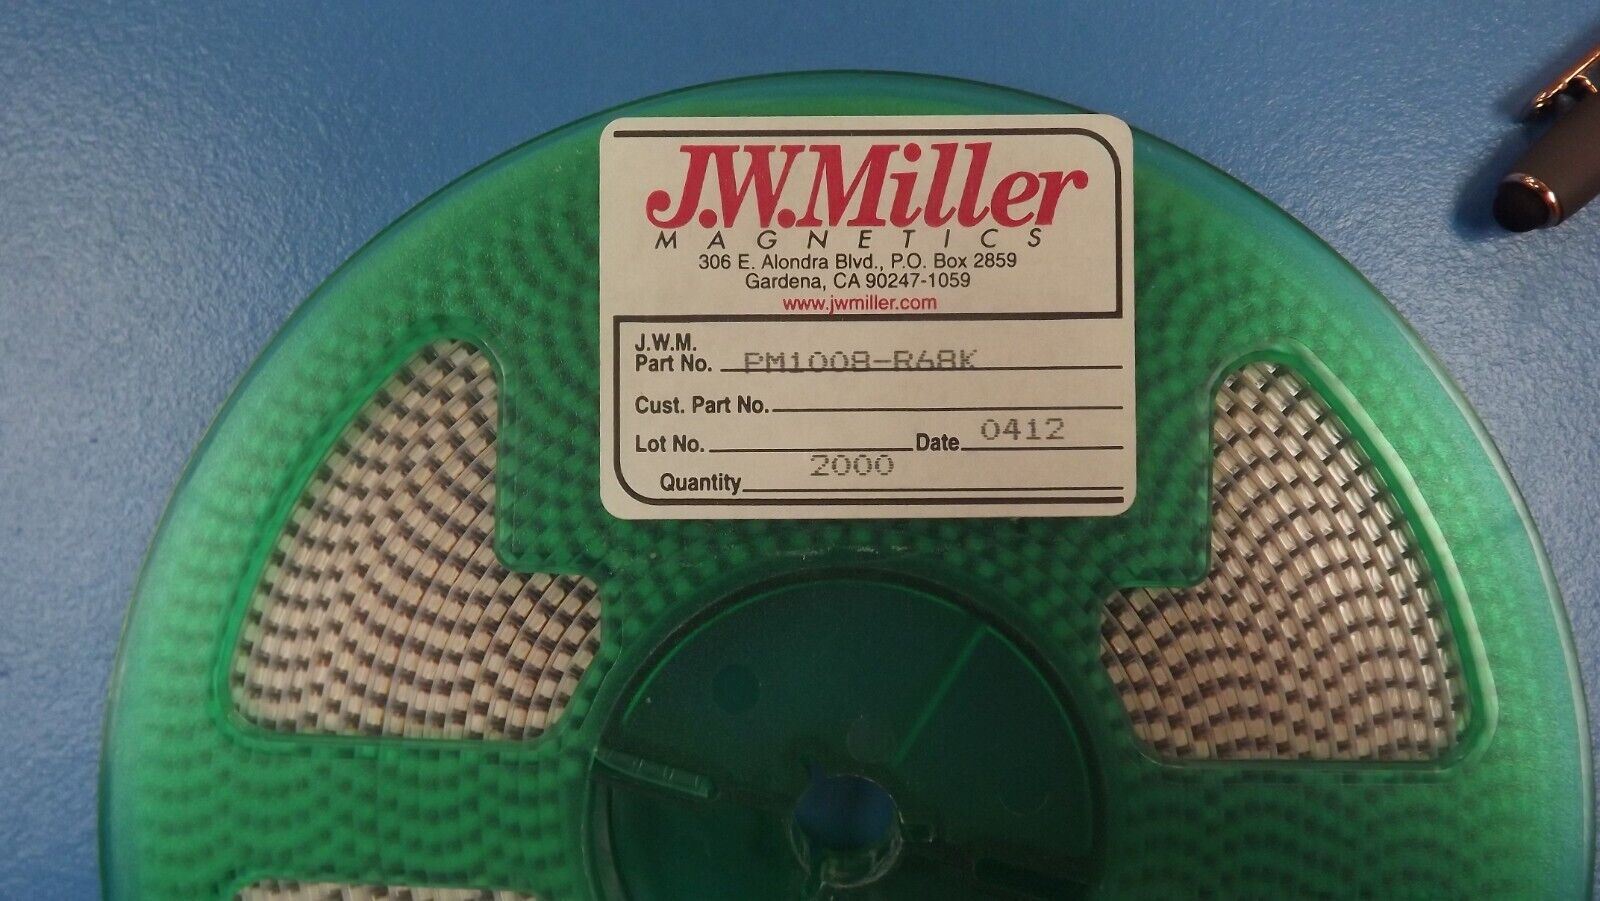 J.W.Miller
MAGNETICS
306 E. Alondra Blvd., P.O. Box 2859
Gardena, CA 90247-1059
www.jwmiller.com
J.W.M.
Part No. PM1008-R68K
Cust. Part No.
Lot No. Date 0412
Quantity 2000